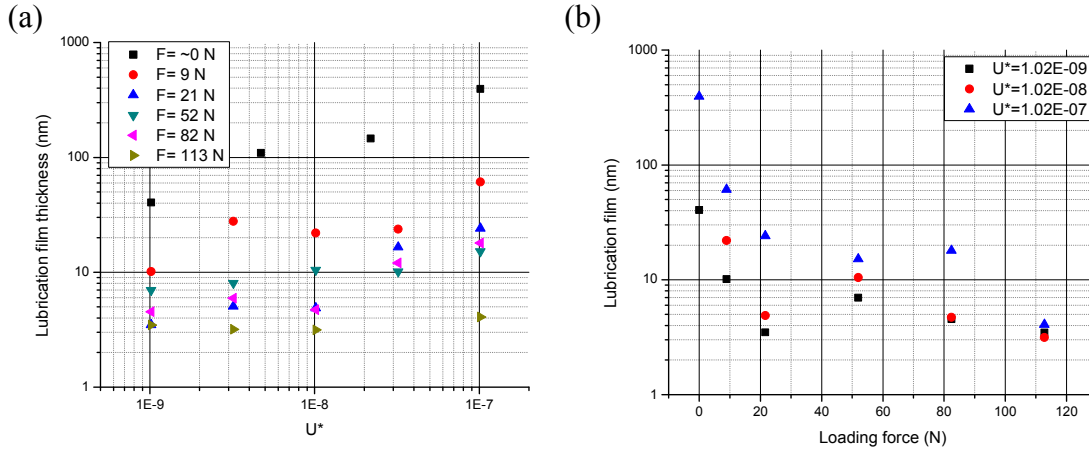 (a)
1000
100
10
1
Lubrication film thickness (nm)
F= ~0 N
F= 9 N
F= 21 N
F= 52 N
F= 82 N
F= 113 N
1E-9
1E-8
1E-7
U*
(b)
1000
100
10
1
Lubrication film (nm)
U*=1.02E-09
U*=1.02E-08
U*=1.02E-07
0
20
40
60
80
100
120
Loading force (N)